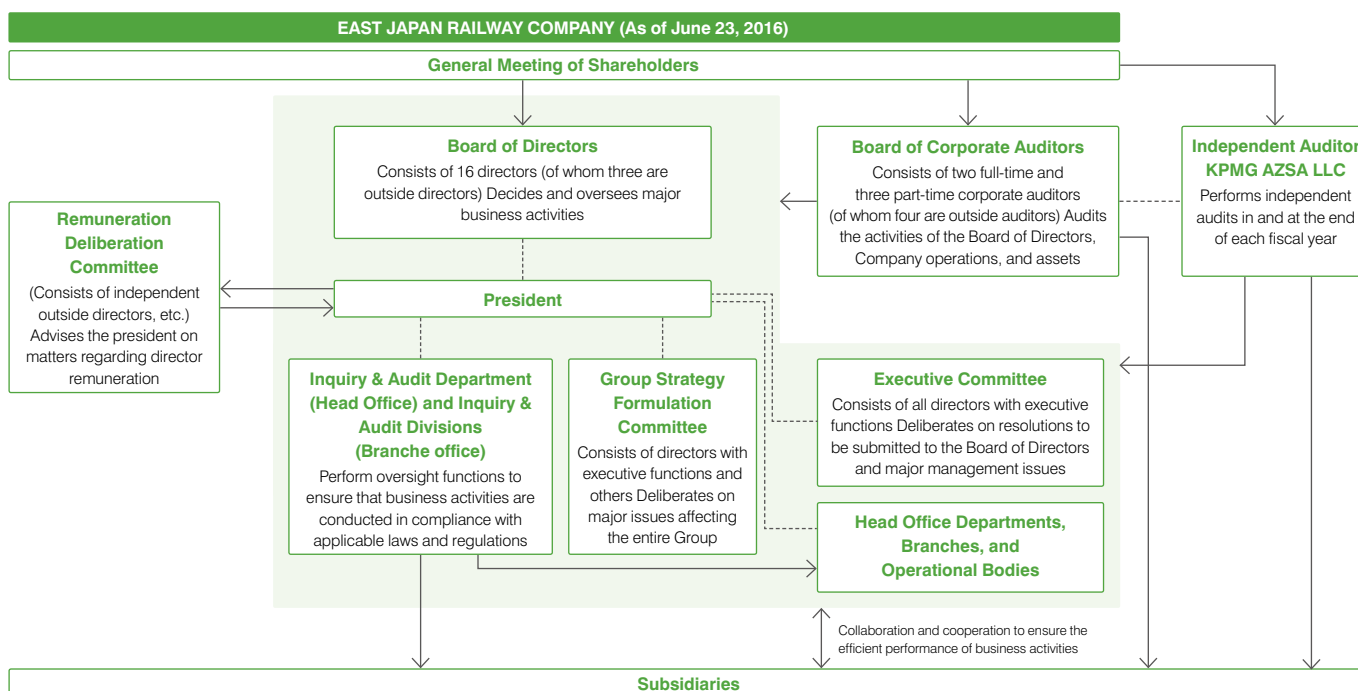 EAST JAPAN RAILWAY COMPANY (As of June 23, 2016)
General Meeting of Shareholders
Board of Directors
Consists of 16 directors (of whom three are
outside directors) Decides and oversees major
business activities
Board of Corporate Auditors
Consists of two full-time and
three part-time corporate auditors
(of whom four are outside auditors) Audits
the activities of the Board of Directors,
Company operations, and assets
Independent Auditor
KPMG AZSA LLC
Performs independent
audits in and at the end
of each fiscal year
Remuneration
Deliberation
Committee
(Consists of independent
outside directors, etc.)
Advises the president on
matters regarding director
remuneration
President
Inquiry & Audit Department
(Head Office) and Inquiry &
Audit Divisions
(Branche office)
Perform oversight functions to
ensure that business activities are
conducted in compliance with
applicable laws and regulations
Group Strategy
Formulation
Committee
Consists of directors with
executive functions and
others Deliberates on
major issues affecting
the entire Group
Executive Committee
Consists of all directors with executive
functions Deliberates on resolutions to
be submitted to the Board of Directors
and major management issues
Head Office Departments,
Branches, and
Operational Bodies
Collaboration and cooperation to ensure the
efficient performance of business activities
Subsidiaries